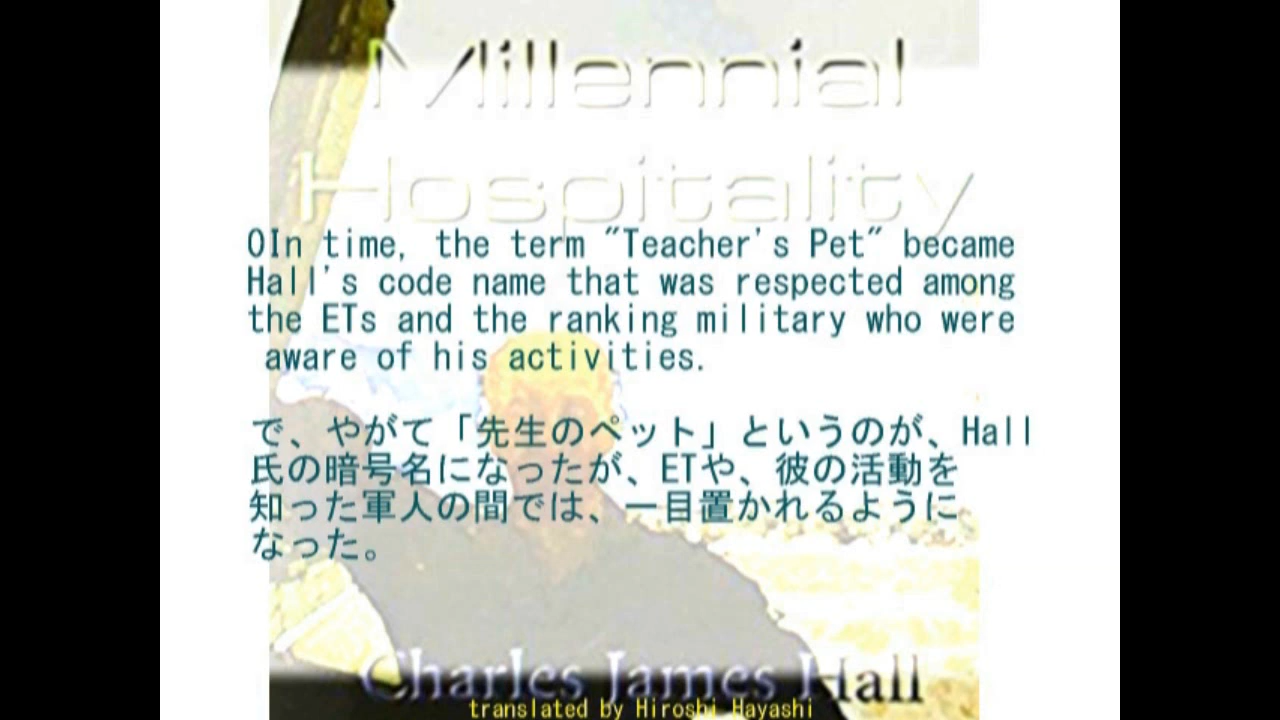 Millennial
Hospitality
OIn time, the term "Teacher's Pet" became
Hall's code name that was respected among
the ETs and the ranking military who were
aware of his activities.
で、やがて「先生のペット」というのが、Hall
氏の暗号名になったが、ETや、彼の活動を
知った軍人の間では、一目置かれるように
なった。
Charles James Hall
translated by Hiroshi Hayashi